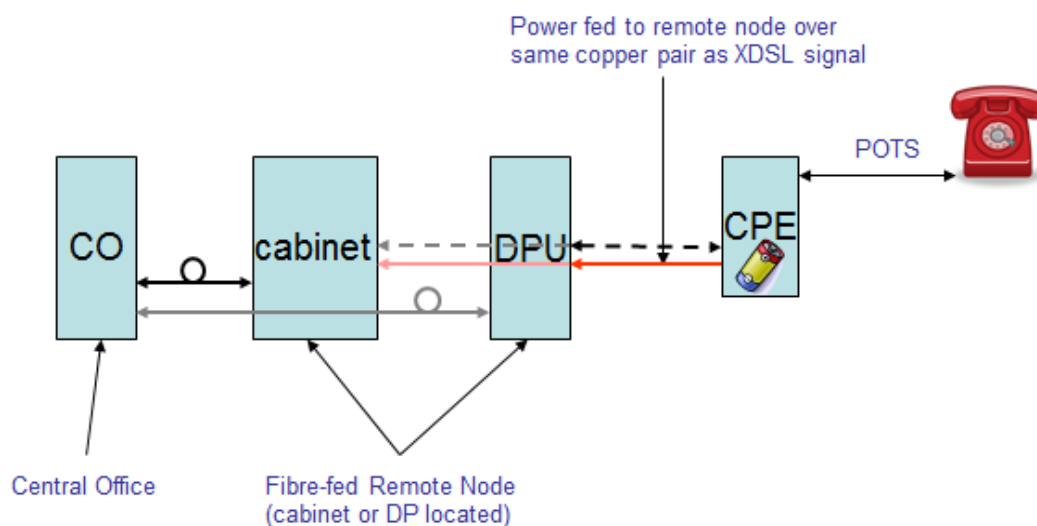 Power fed to remote node over
same copper pair as XDSL signal
POTS
CO
cabinet
DPU
CPE
Central Office
Fibre-fed Remote Node
(cabinet or DP located)